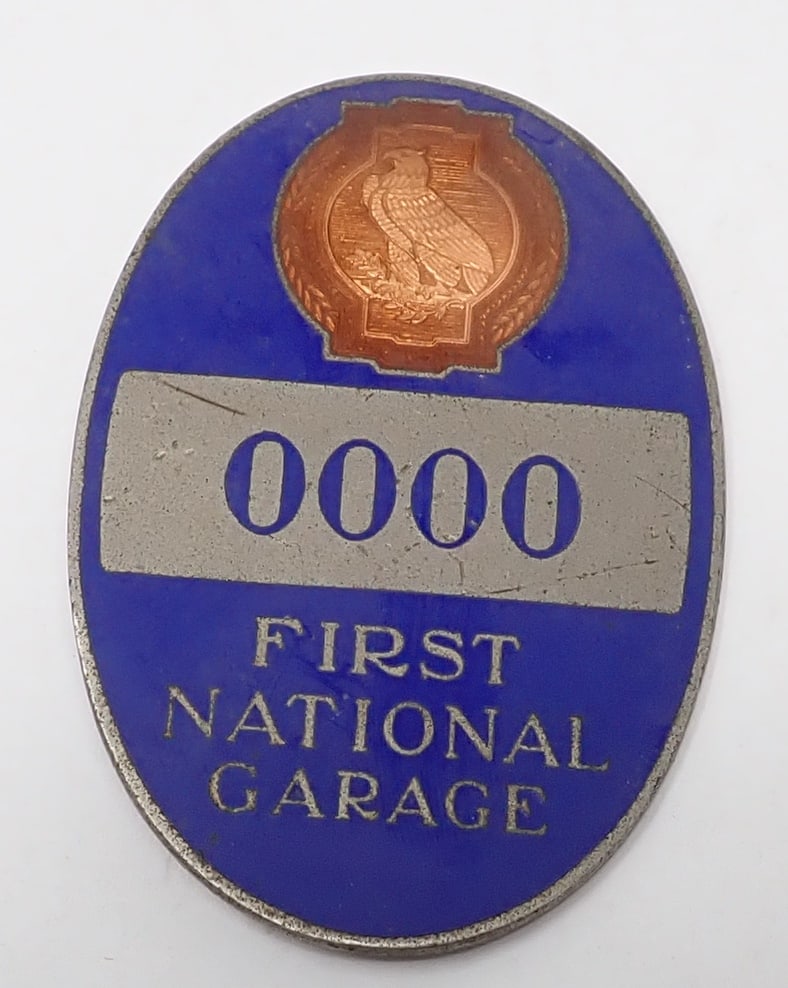 0000
FIRST
NATIONAL
GARAGE